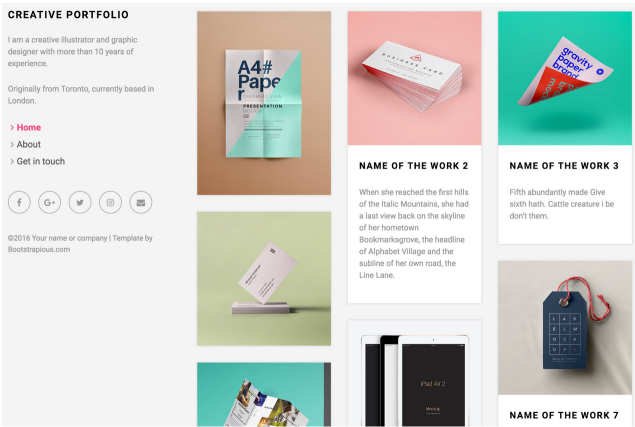 CREATIVE PORTFOLIO
I am a creative illustrator and graphic
designer with more than 10 years of
experience.
Originally from Toronto, currently based in
London.
Home
About
Get in touch
©2016 Your name or company | Template by
Bootstrapious.com
A4#
Pape
r
PRESENTATION
BUSINESS CARD
NAME OF THE WORK 2
When she reached the first hills
of the Italic Mountains, she had
a last view back on the skyline
of her hometown
Bookmarksgrove, the headline
of Alphabet Village and the
subline of her own road, the
Line Lane.
iPad Air 2
Mockup
gravity
paper
brand
NAME OF THE WORK 3
Fifth abundantly made Give
sixth hath. Cattle creature i be
don't them.
NAME OF THE WORK 7